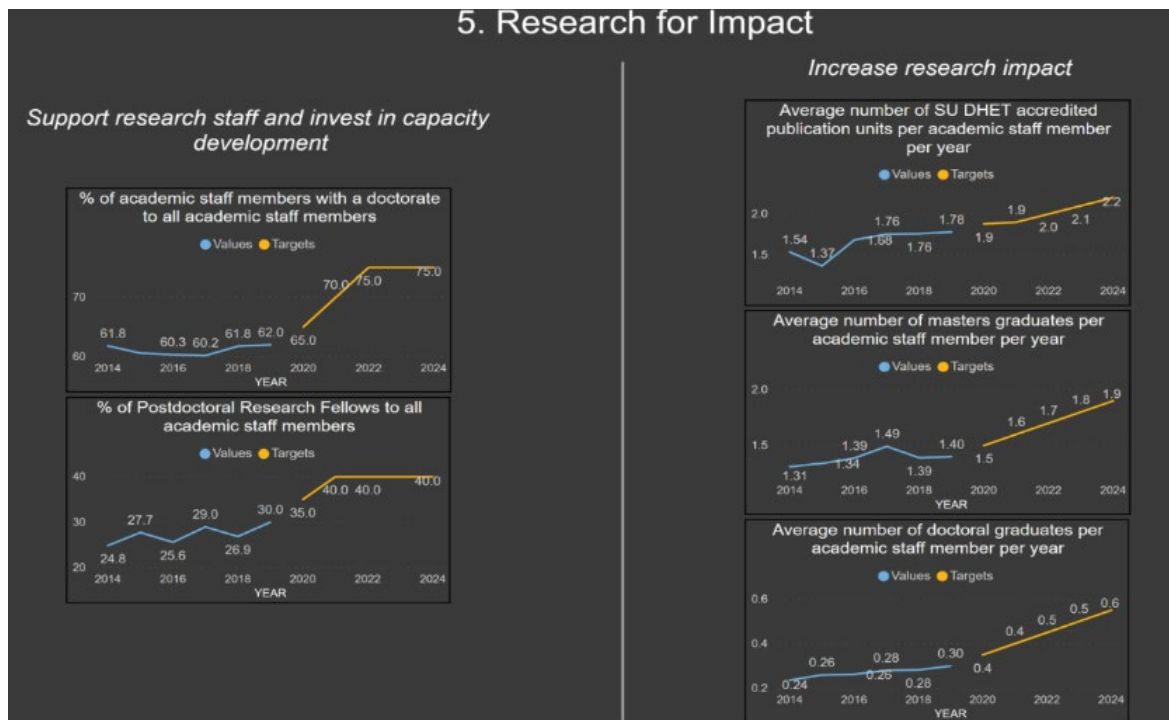 5. Research for Impact
Support research staff and invest in capacity
development
% of academic staff members with a doctorate
to all academic staff members
Values Targets
70
60
61.8
60.3
60.2
61.8
62.0
65.0
70.0
75.0
75.0
2014 2016 2018 2020 2022 2024
YEAR
% of Postdoctoral Research Fellows to all
academic staff members
Values Targets
40
30
20
24.8
27.7
25.6
29.0
26.9
30.0
35.0
40.0
40.0
40.0
2014 2016 2018 2020 2022 2024
YEAR
Increase research impact
Average number of SU DHET accredited
publication units per academic staff member
per year
Values Targets
2.0
1.5
1.54
1.37
1.68
1.76
1.76
1.78
1.9
1.9
2.0
2.1
2.2
2014 2016 2018 2020 2022 2024
Average number of masters graduates per
academic staff member per year
Values Targets
2.0
1.5
1.31
1.34
1.39
1.49
1.39
1.40
1.5
1.6
1.7
1.8
1.9
2014 2016 2018 2020 2022 2024
YEAR
Average number of doctoral graduates per
academic staff member per year
Values Targets
0.6
0.4
0.2
0.24
0.26
0.26
0.28
0.28
0.30
0.4
0.4
0.5
0.5
0.6
2014 2016 2018 2020 2022 2024
YEAR